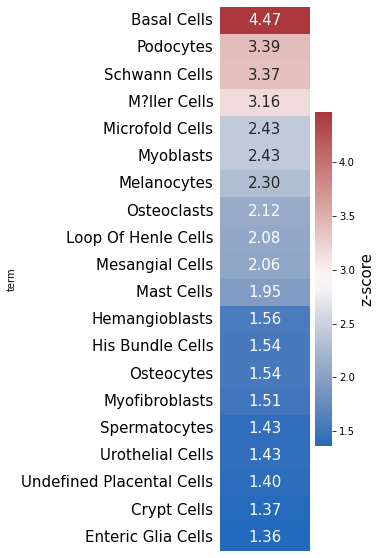 Basal Cells 4.47
Podocytes 3.39
Schwann Cells 3.37
M?ller Cells 3.16
Microfold Cells 2.43
Myoblasts 2.43
Melanocytes 2.30
Osteoclasts 2.12
Loop Of Henle Cells 2.08
Mesangial Cells 2.06
Mast Cells 1.95
Hemangioblasts 1.56
His Bundle Cells 1.54
Osteocytes 1.54
Myofibroblasts 1.51
Spermatocytes 1.43
Urothelial Cells 1.43
Undefined Placental Cells 1.40
Crypt Cells 1.37
Enteric Glia Cells 1.36
term
4.0
3.5
3.0
2.5
2.0
1.5
z-score